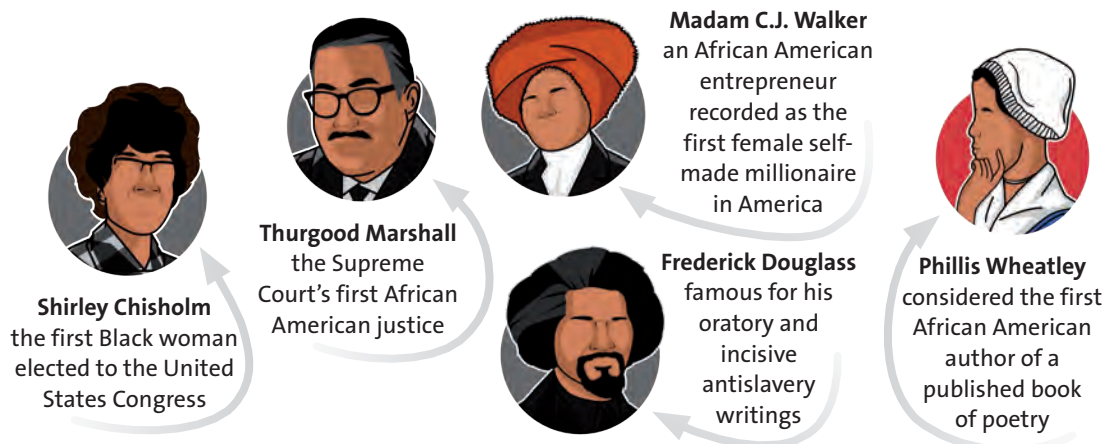 Shirley Chisholm
the first Black woman
elected to the United
States Congress
Thurgood Marshall
the Supreme
Court’s first African
American justice
Madam C.J. Walker
an African American
entrepreneur
recorded as the
first female self-
made millionaire
in America
Frederick Douglass
famous for his
oratory and
incisive
antislavery
writings
Phillis Wheatley
considered the first
African American
author of a
published book
of poetry